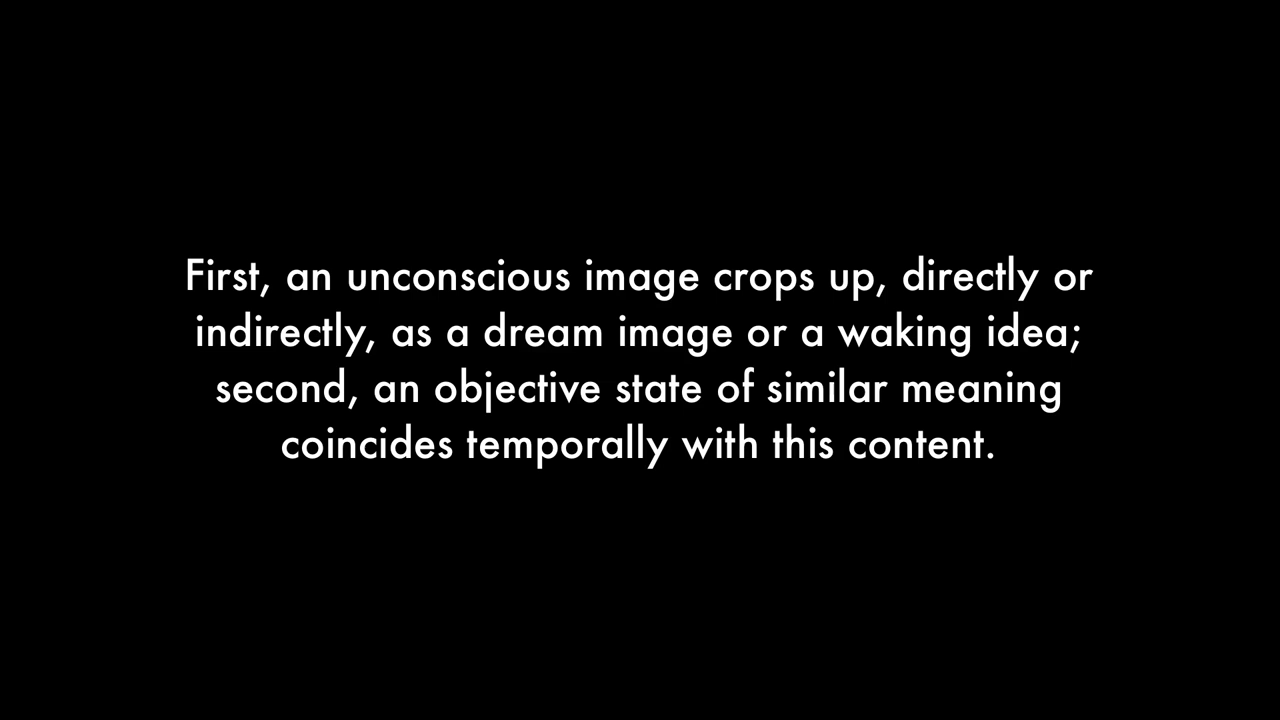 First, an unconscious image crops up, directly or
indirectly, as a dream image or a waking idea;
second, an objective state of similar meaning
coincides temporally with this content.